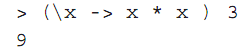 > (\x -> x * x ) 3
9